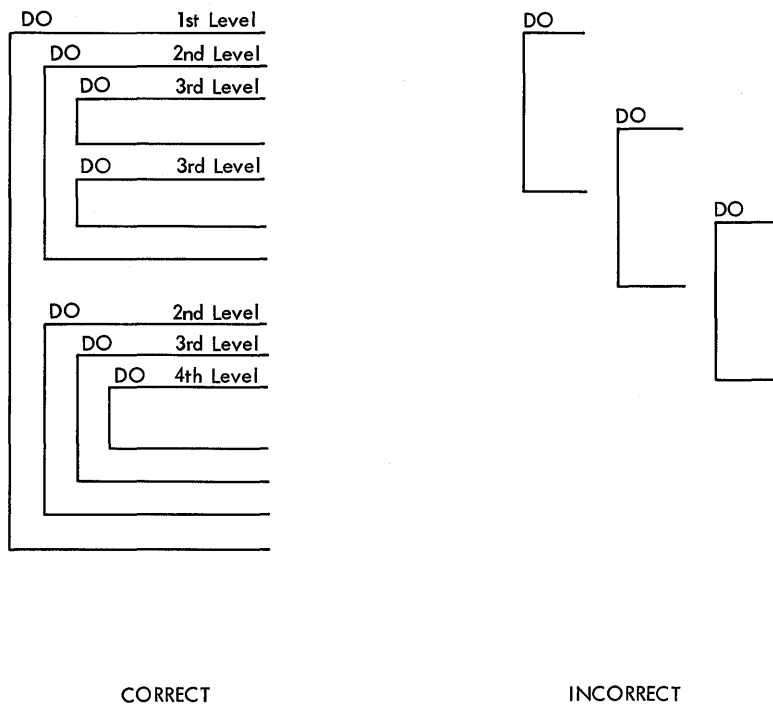 DO 1st Level
DO 2nd Level
DO 3rd Level
DO 3rd Level
DO 2nd Level
DO 3rd Level
DO 4th Level
CORRECT
DO
DO
DO
INCORRECT